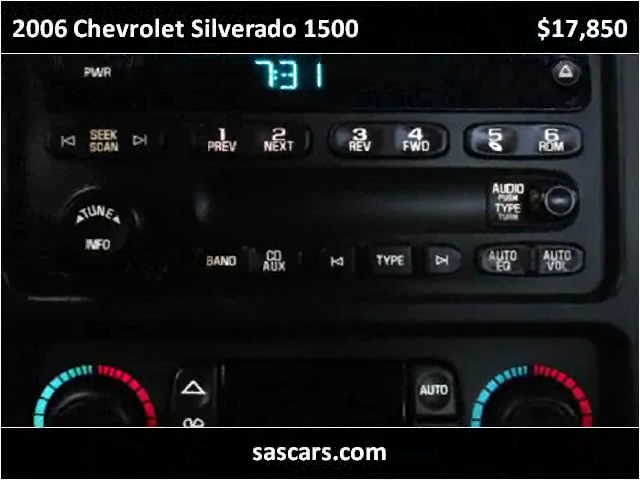 2006 Chevrolet Silverado 1500 $17,850
PWR 7:31
SEEK SCAN 1 PREV 2 NEXT 3 REV 4 FWD 5 6 RDM
TUNE INFO
AUDIO PUSH TYPE TURN
BAND CD AUX TYPE AUTO EQ AUTO VOL
AUTO
sascars.com